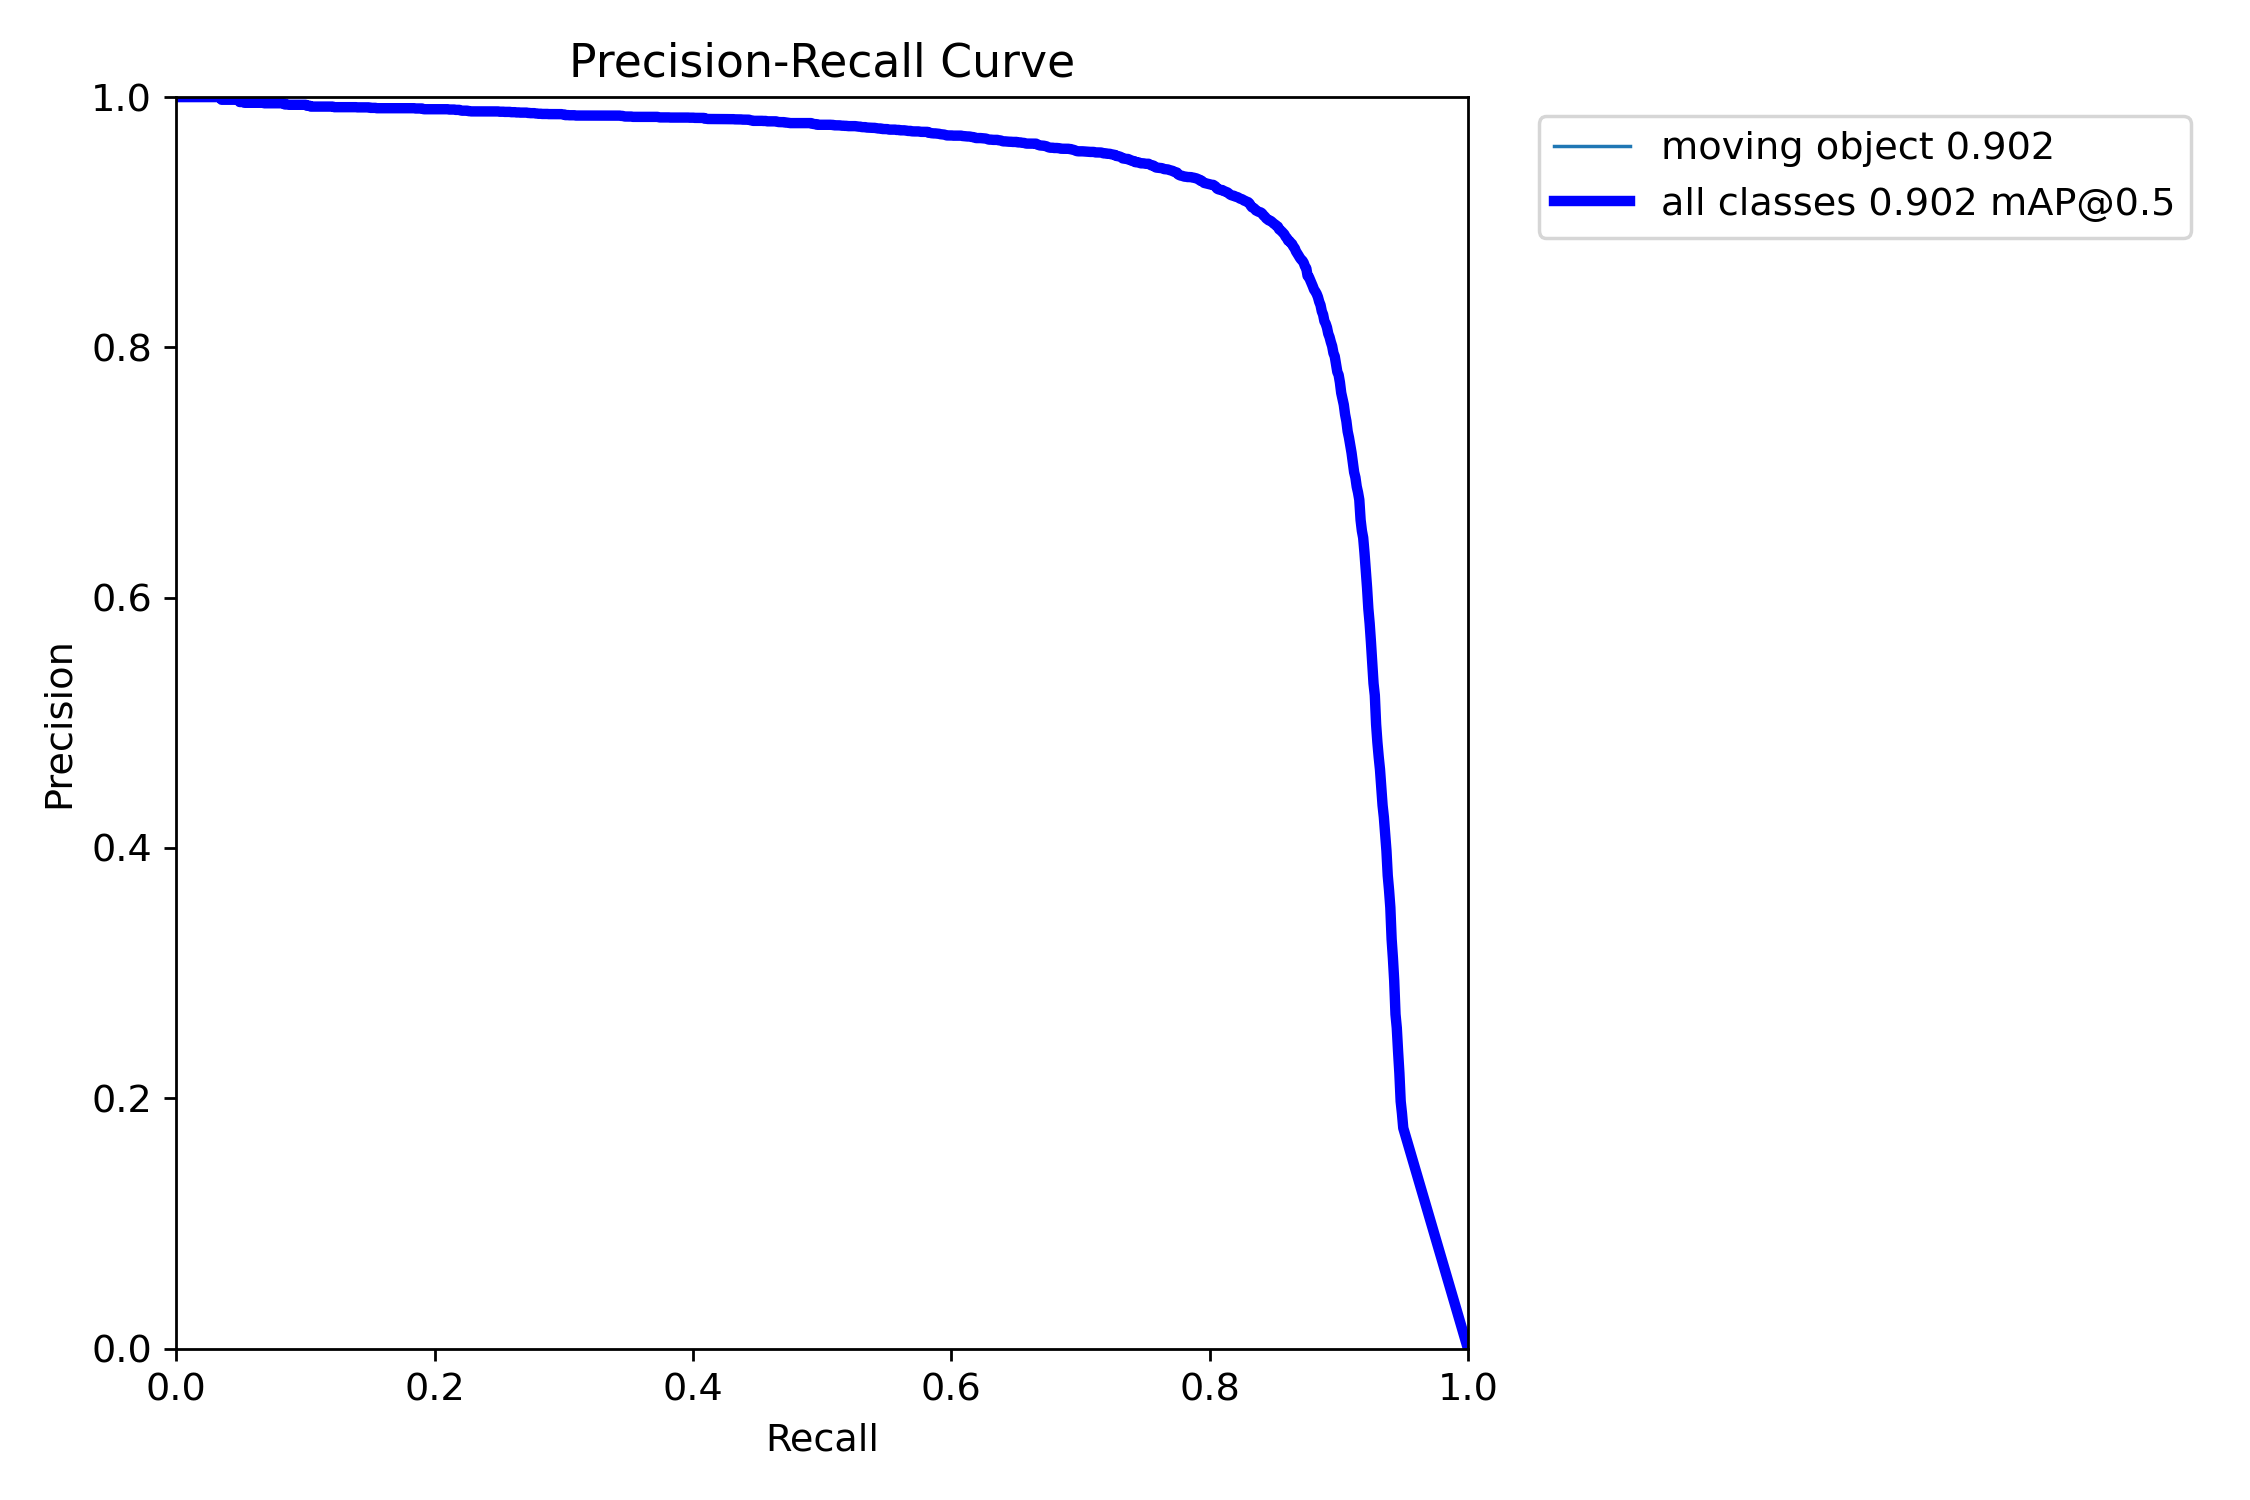 Precision-Recall Curve
1.0
0.8
0.6
0.4
0.2
0.0
Precision
0.0 0.2 0.4 0.6 0.8 1.0
Recall
moving object 0.902
all classes 0.902 mAP@0.5